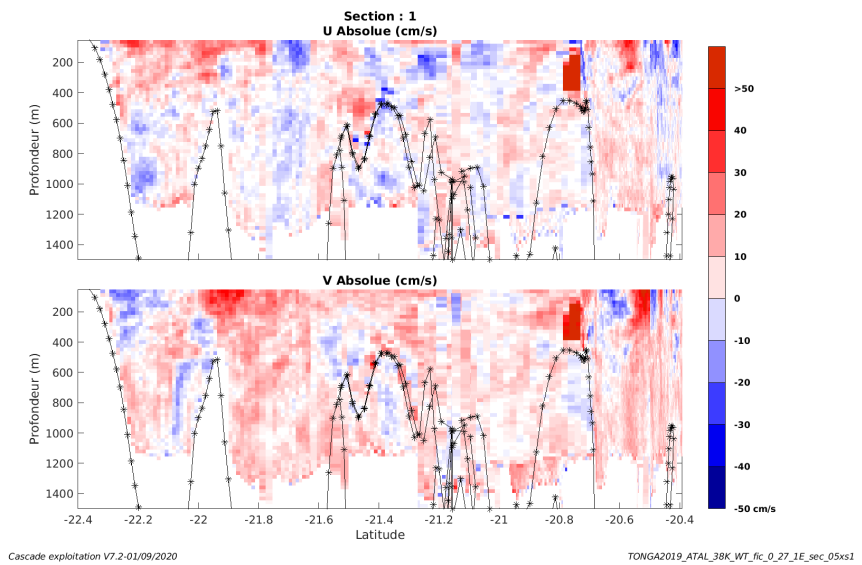 Section : 1
U Absolue (cm/s)
200
400
600
800
1000
1200
1400
Profondeur (m)
V Absolue (cm/s)
200
400
600
800
1000
1200
1400
Profondeur (m)
-22.4 -22.2 -22 -21.8 -21.6 -21.4 -21.2 -21 -20.8 -20.6 -20.4
Latitude
>50
40
30
20
10
0
-10
-20
-30
-40
-50 cm/s
Cascade exploitation V7.2-01/09/2020
TONGA2019_ATAL_38K_WT_fic_0_27_1E_sec_05xs1